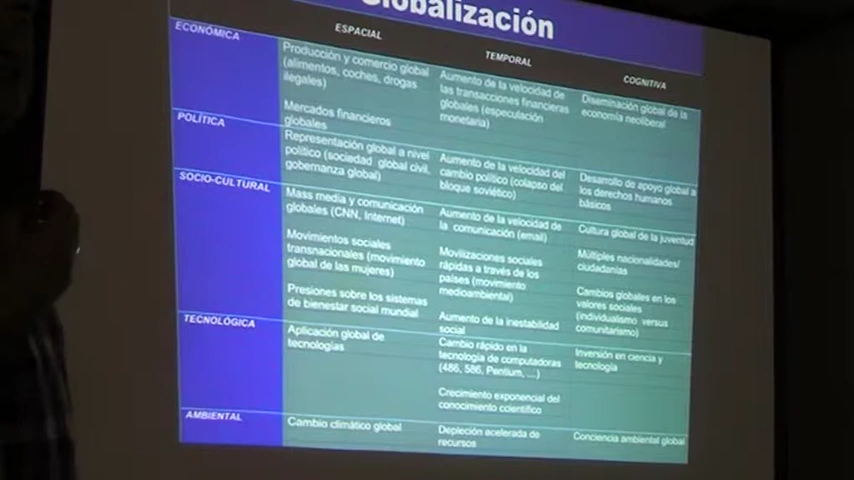 Globalización
ESPACIAL
TEMPORAL
COGNITIVA
ECONÓMICA
Producción y comercio global
(alimentos, coches, drogas
ilegales)
Mercados financieros
globales
Aumento de la velocidad de
las transacciones financieras
globales (especulación
monetaria)
Diseminación global de la
economía neoliberal
POLÍTICA
Representación global a nivel
político (sociedad global civil,
gobernanza global)
Aumento de la velocidad del
cambio político (colapso del
bloque soviético)
Desarrollo de apoyo global a
los derechos humanos
básicos
SOCIO-CULTURAL
Mass media y comunicación
globales (CNN, Internet)
Movimientos sociales
transnacionales (movimiento
global de las mujeres)
Presiones sobre los sistemas
de bienestar social mundial
Aumento de la velocidad de
la comunicación (email)
Movilizaciones sociales
rápidas a través de los
países (movimiento
medioambiental)
Aumento de la inestabilidad
social
Cultura global de la juventud
Múltiples nacionalidades/
ciudadanías
Cambios globales en los
valores sociales
(individualismo versus
comunitarismo)
TECNOLÓGICA
Aplicación global de
tecnologías
Cambio rápido en la
tecnología de computadoras
(486, 586, Pentium, ...)
Crecimiento exponencial del
conocimiento ccientífico
Inversión en ciencia y
tecnología
AMBIENTAL
Cambio climático global
Depleción acelerada de
recursos
Conciencia ambiental global